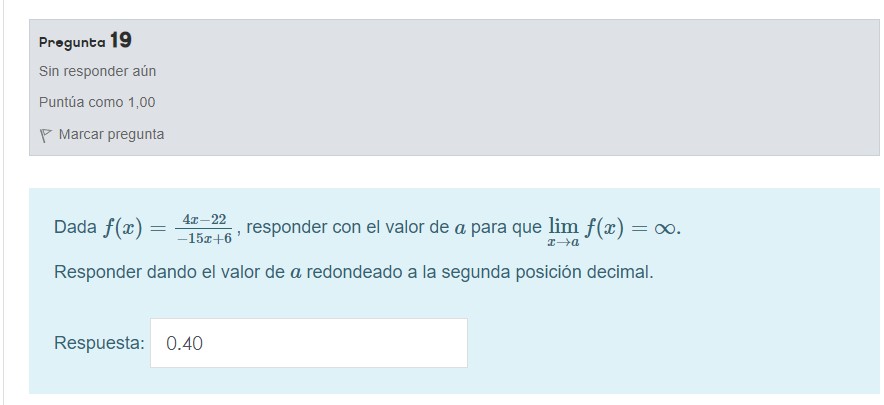 Pregunta 19
Sin responder aún
Puntúa como 1,00
Marcar pregunta
Dada f(x) = \frac{4x-22}{-15x+6}, responder con el valor de a para que \lim_{x \to a} f(x) = ∞.
Responder dando el valor de a redondeado a la segunda posición decimal.
Respuesta: 0.40